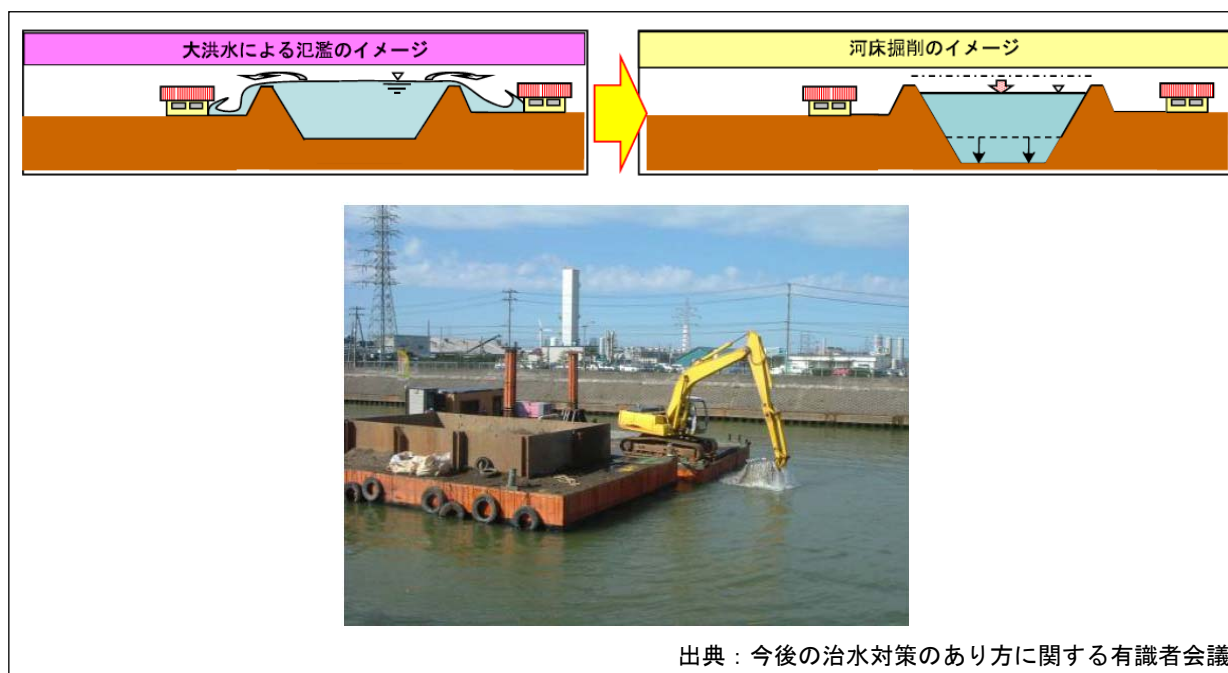 大洪水による氾濫のイメージ
河床掘削のイメージ
出典：今後の治水対策のあり方に関する有識者会議